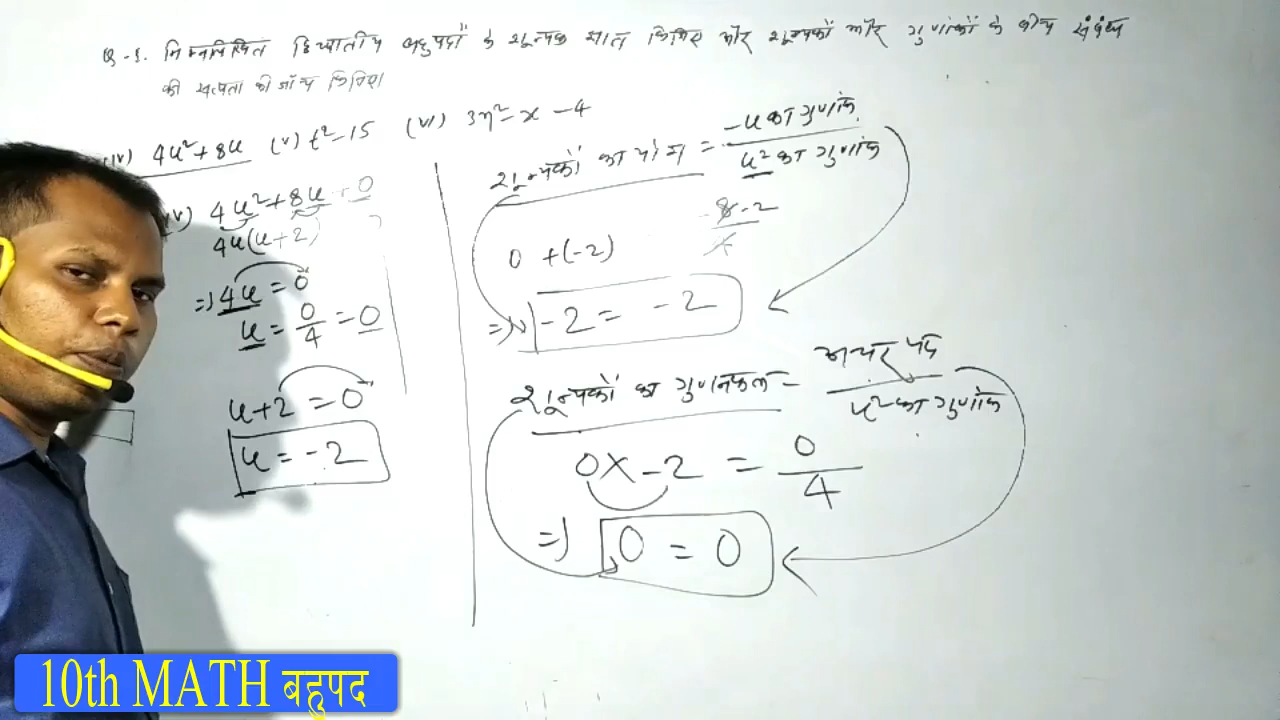 Q-1. निम्नलिखित द्विघातीय बहुपदों के शून्यक ज्ञात कीजिए और शून्यकों और गुणांकों के बीच संबंध
की सत्यता की जाँच कीजिए
(iv) 4u²+8u (v) t²-15 (vi) 3x²-x-4
(iv) 4u²+8u+0
4u(u+2)
=) 4u = 0
u = 0/4 = 0
u+2 = 0
u = -2
शून्यकों का योग = -u का गुणांक / u² का गुणांक
0 +(-2)
-8 -2 / 4
=) -2 = -2
शून्यकों का गुणनफल = अचर पद / u² का गुणांक
0x-2 = 0/4
=) 0 = 0
10th MATH बहुपद